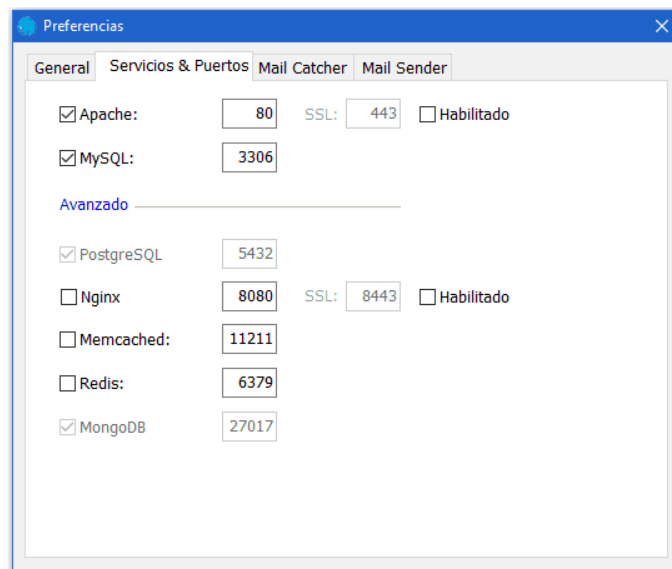 Preferencias
General Servicios & Puertos Mail Catcher Mail Sender
Apache: 80 SSL: 443 Habilitado
MySQL: 3306
Avanzado
PostgreSQL 5432
Nginx 8080 SSL: 8443 Habilitado
Memcached: 11211
Redis: 6379
MongoDB 27017